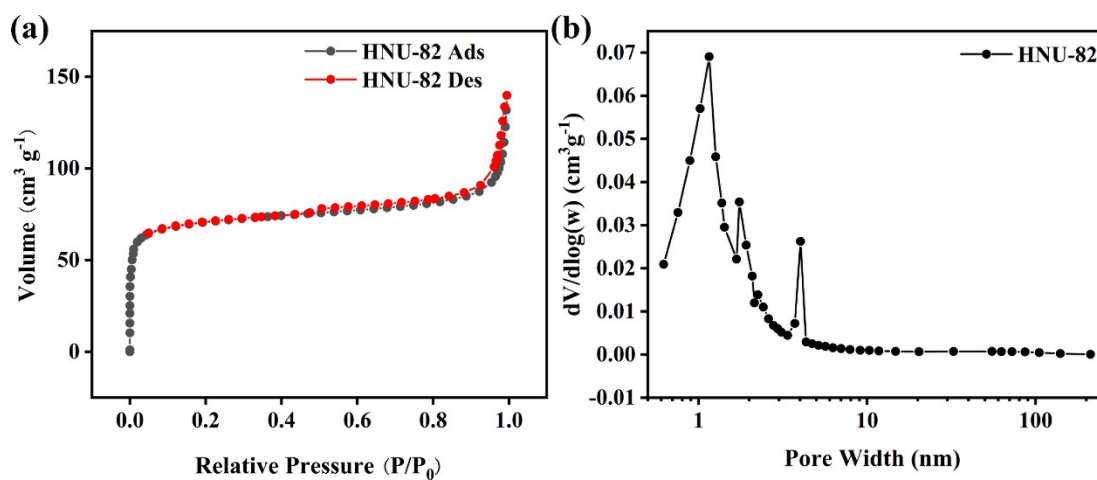 (a)
HNU-82 Ads
HNU-82 Des
150
100
50
0
0.0 0.2 0.4 0.6 0.8 1.0
Volume (cm³ g⁻¹)
Relative Pressure (P/P₀)
(b)
HNU-82
0.07
0.06
0.05
0.04
0.03
0.02
0.01
0.00
-0.01
1 10 100
dV/dlog(w) (cm³g⁻¹)
Pore Width (nm)